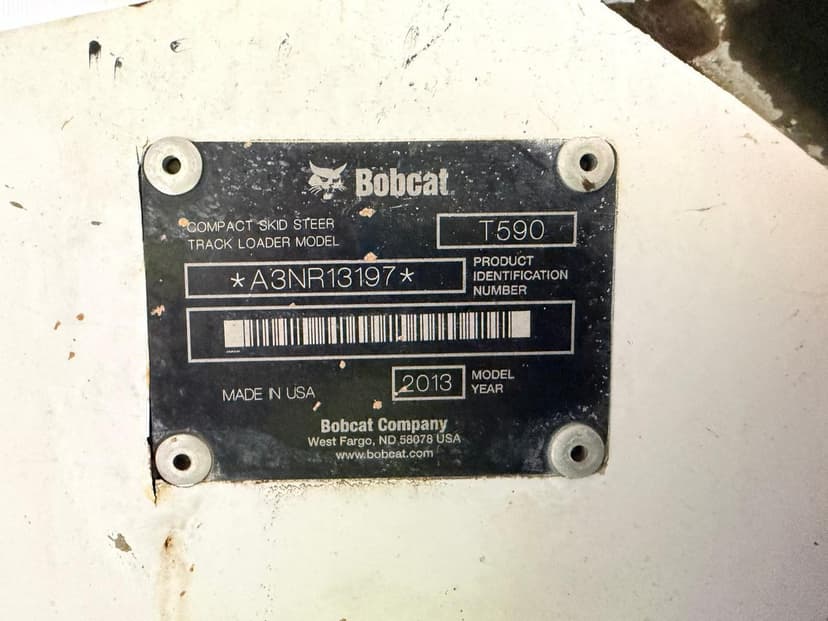 Bobcat
COMPACT SKID STEER
TRACK LOADER MODEL
T590
*A3NR13197*
PRODUCT
IDENTIFICATION
NUMBER
MADE IN USA
2013
MODEL
YEAR
Bobcat Company
West Fargo, ND 58078 USA
www.bobcat.com